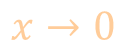 x → 0